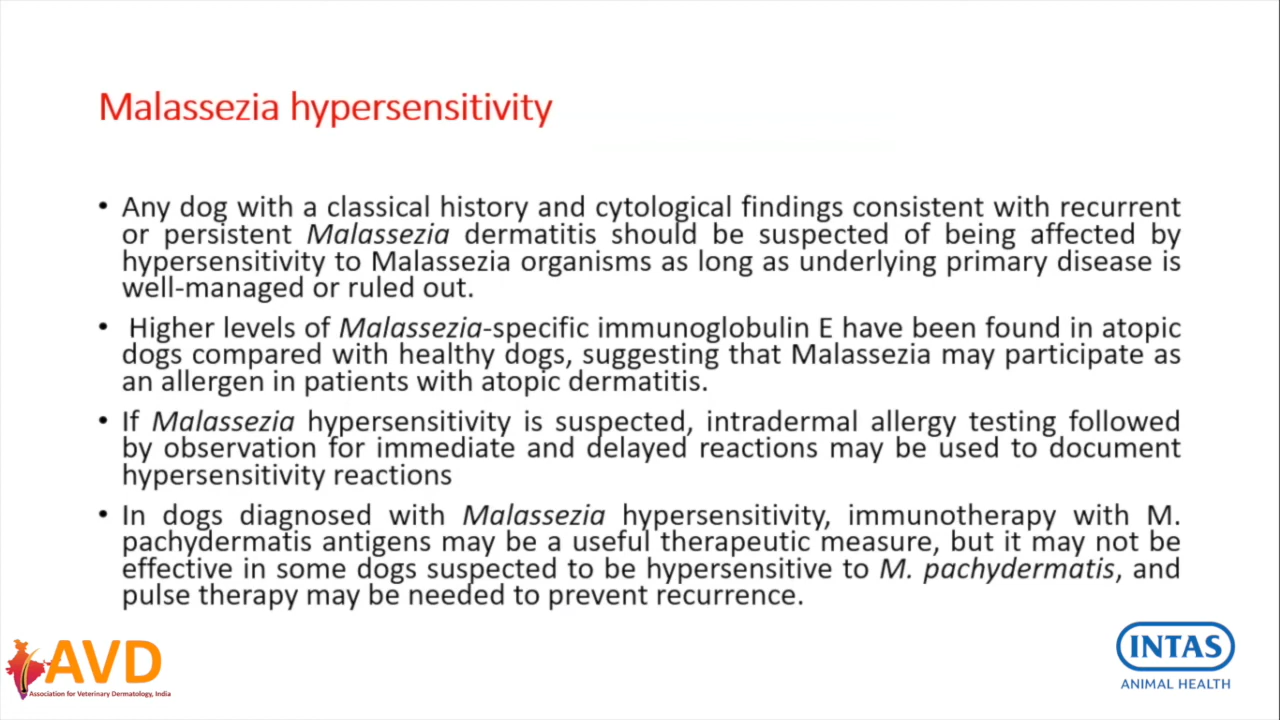 Malassezia hypersensitivity
• Any dog with a classical history and cytological findings consistent with recurrent
or persistent Malassezia dermatitis should be suspected of being affected by
hypersensitivity to Malassezia organisms as long as underlying primary disease is
well-managed or ruled out.
• Higher levels of Malassezia-specific immunoglobulin E have been found in atopic
dogs compared with healthy dogs, suggesting that Malassezia may participate as
an allergen in patients with atopic dermatitis.
• If Malassezia hypersensitivity is suspected, intradermal allergy testing followed
by observation for immediate and delayed reactions may be used to document
hypersensitivity reactions
• In dogs diagnosed with Malassezia hypersensitivity, immunotherapy with M.
pachydermatis antigens may be a useful therapeutic measure, but it may not be
effective in some dogs suspected to be hypersensitive to M. pachydermatis, and
pulse therapy may be needed to prevent recurrence.
AVD
Association for Veterinary Dermatology, India
INTAS
ANIMAL HEALTH